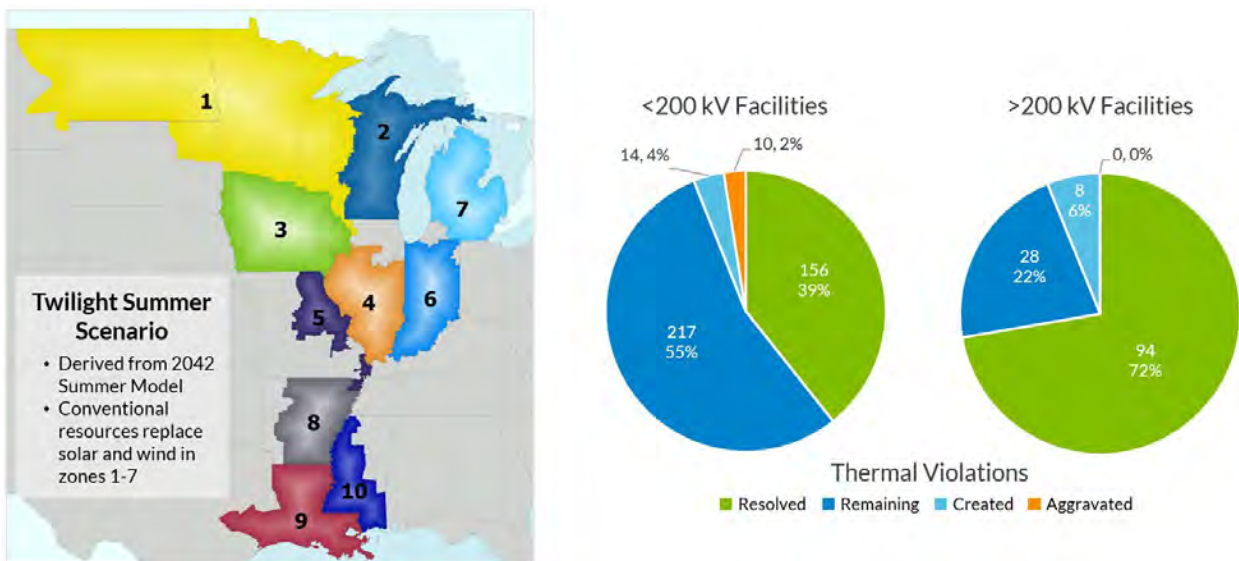 1
2
7
3
6
4
5
8
10
9
Twilight Summer
Scenario
• Derived from 2042
Summer Model
• Conventional
resources replace
solar and wind in
zones 1-7
<200 kV Facilities
14, 4%
10, 2%
156
39%
217
55%
>200 kV Facilities
0, 0%
8
6%
28
22%
94
72%
Thermal Violations
Resolved Remaining Created Aggravated